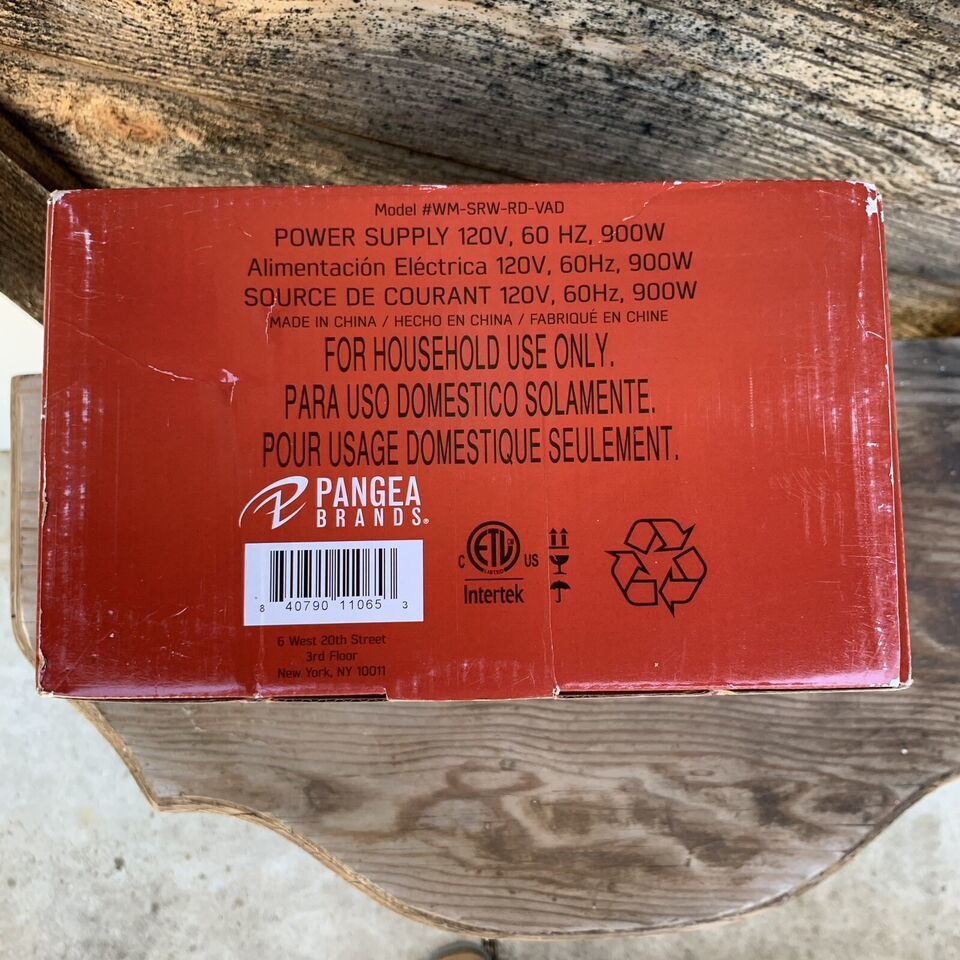 Model #WM-SRW-RD-VAD
POWER SUPPLY 120V, 60 HZ, 900W
Alimentación Eléctrica 120V, 60Hz, 900W
SOURCE DE COURANT 120V, 60Hz, 900W
MADE IN CHINA / HECHO EN CHINA / FABRIQUÉ EN CHINE
FOR HOUSEHOLD USE ONLY.
PARA USO DOMESTICO SOLAMENTE.
POUR USAGE DOMESTIQUE SEULEMENT.
PANGEA
BRANDS®
C ETL CM US
LISTED
Intertek
8 40790 11065 3
6 West 20th Street
3rd Floor
New York, NY 10011